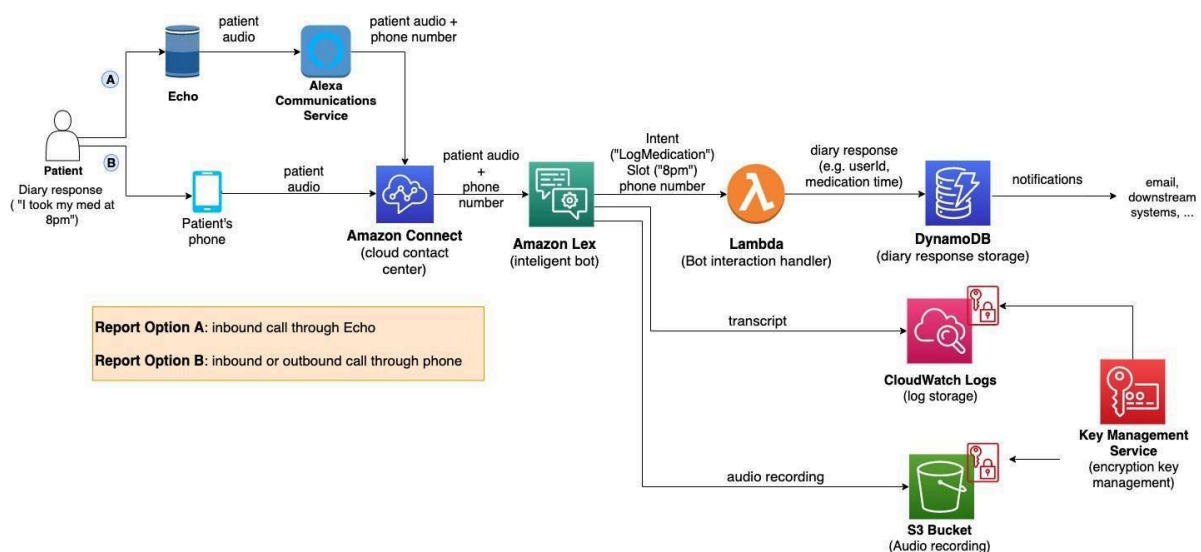 patient
audio
patient audio +
phone number
A
Echo
Alexa
Communications
Service
Patient
Diary response
( "I took my med at
8pm")
B
Patient's
phone
patient
audio
Amazon Connect
(cloud contact
center)
patient audio
+
phone
number
Amazon Lex
(inteligent bot)
Intent
("LogMedication")
Slot ("8pm")
phone number
Lambda
(Bot interaction handler)
diary response
(e.g. userId,
medication time)
DynamoDB
(diary response storage)
notifications
email,
downstream
systems, ...
Report Option A: inbound call through Echo
Report Option B: inbound or outbound call through phone
transcript
CloudWatch Logs
(log storage)
Key Management
Service
(encryption key
management)
audio recording
S3 Bucket
(Audio recording)